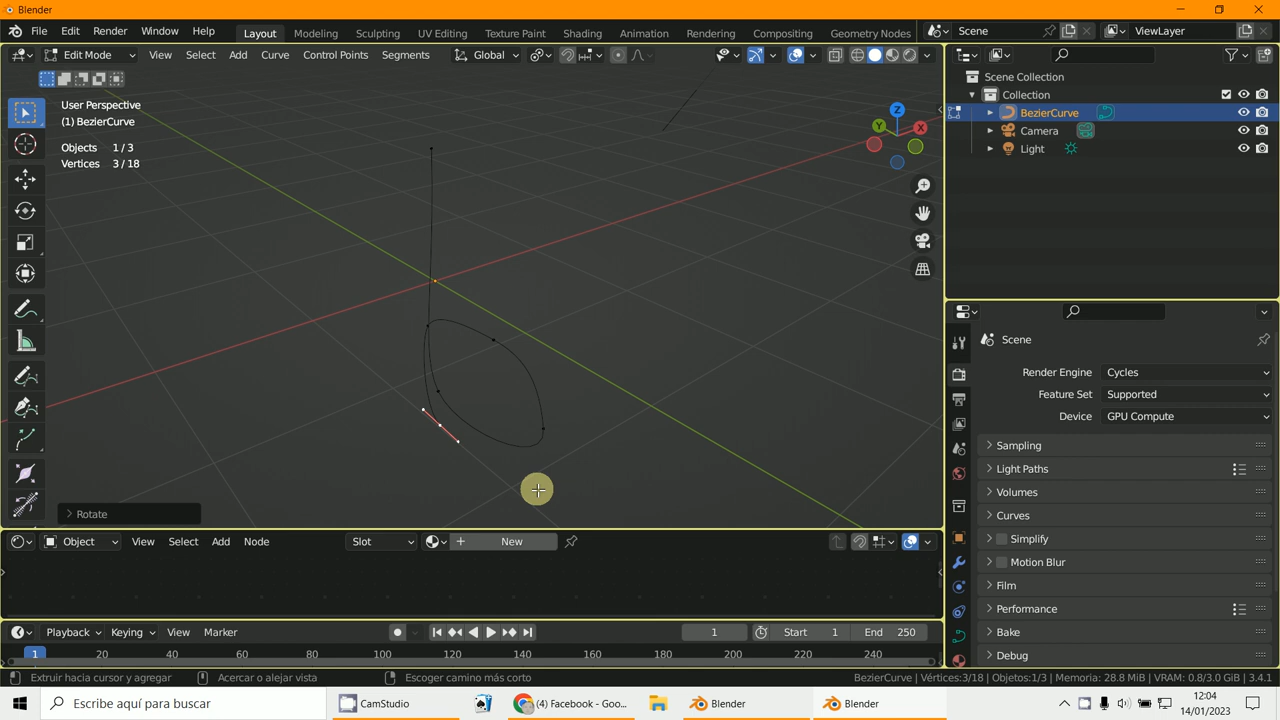 Blender
File Edit Render Window Help Layout Modeling Sculpting UV Editing Texture Paint Shading Animation Rendering Compositing Geometry Nodes Scene ViewLayer
Edit Mode View Select Add Curve Control Points Segments Global
User Perspective
(1) BezierCurve
Objects 1/3
Vertices 3/18
Z
Y
X
Rotate
Scene Collection
Collection
BezierCurve
Camera
Light
Scene
Render Engine Cycles
Feature Set Supported
Device GPU Compute
Sampling
Light Paths
Volumes
Curves
Simplify
Motion Blur
Film
Performance
Bake
Debug
Object View Select Add Node Slot New
Playback Keying View Marker 1 Start 1 End 250
1 20 40 60 80 100 120 140 160 180 200 220 240
Extruir hacia cursor y agregar Acercar o alejar vista Escoger camino más corto BezierCurve | Vértices:3/18 | Objetos:1/3 | Memoria: 28.8 MiB | VRAM: 0.8/3.0 GiB | 3.4.1
Escribe aquí para buscar CamStudio (4) Facebook - Goo... Blender Blender 12:04
14/01/2023